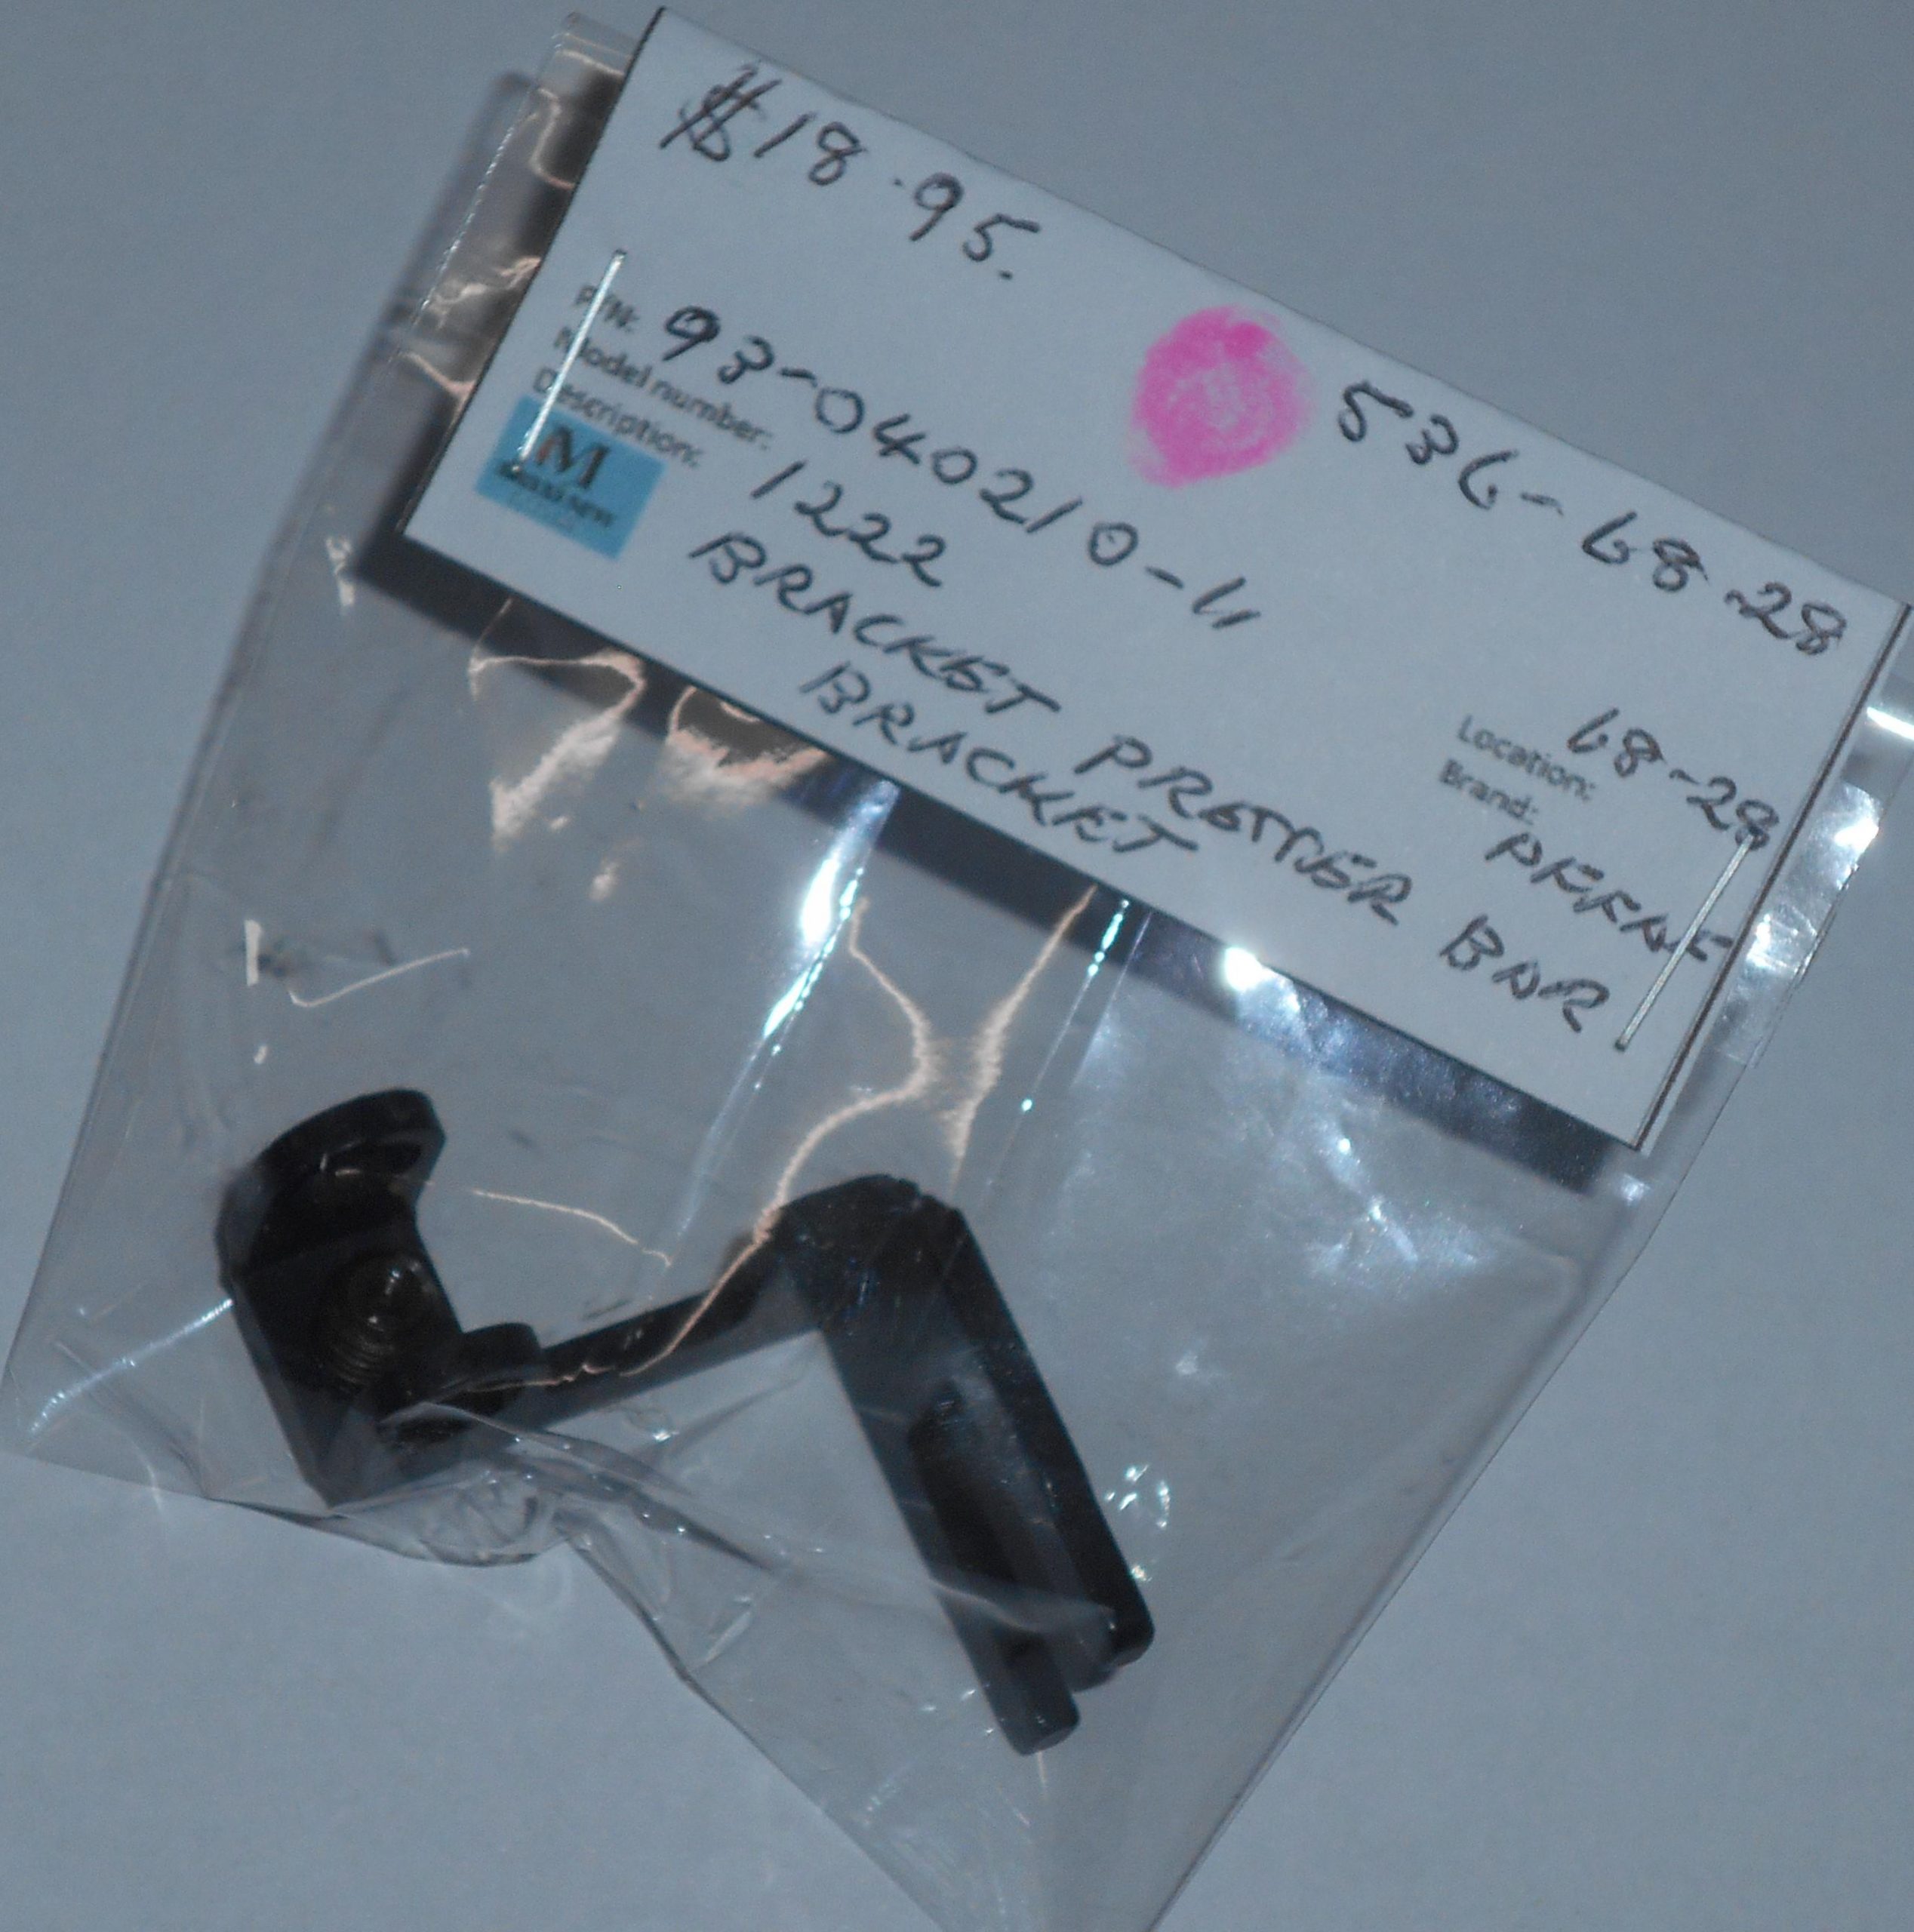 $18.95.
536-68.28
P/N: 93-040210-11
Model number: 1222
Description: BRACKET PRESSER BAR
BRACKET
Location: 68-28
Brand: PFAFF
M